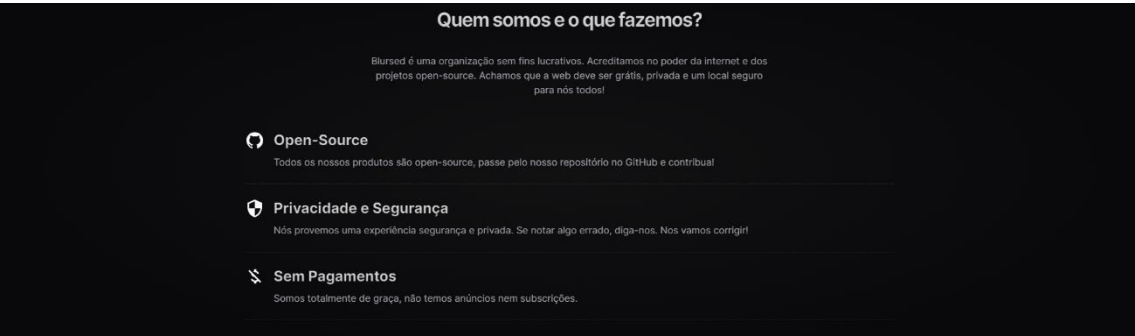 Quem somos e o que fazemos?
Blursed é uma organização sem fins lucrativos. Acreditamos no poder da internet e dos
projetos open-source. Achamos que a web deve ser grátis, privada e um local seguro
para nós todos!
Open-Source
Todos os nossos produtos são open-source, passe pelo nosso repositório no GitHub e contribua!
Privacidade e Segurança
Nós provemos uma experiência segurança e privada. Se notar algo errado, diga-nos. Nos vamos corrigir!
Sem Pagamentos
Somos totalmente de graça, não temos anúncios nem subscrições.